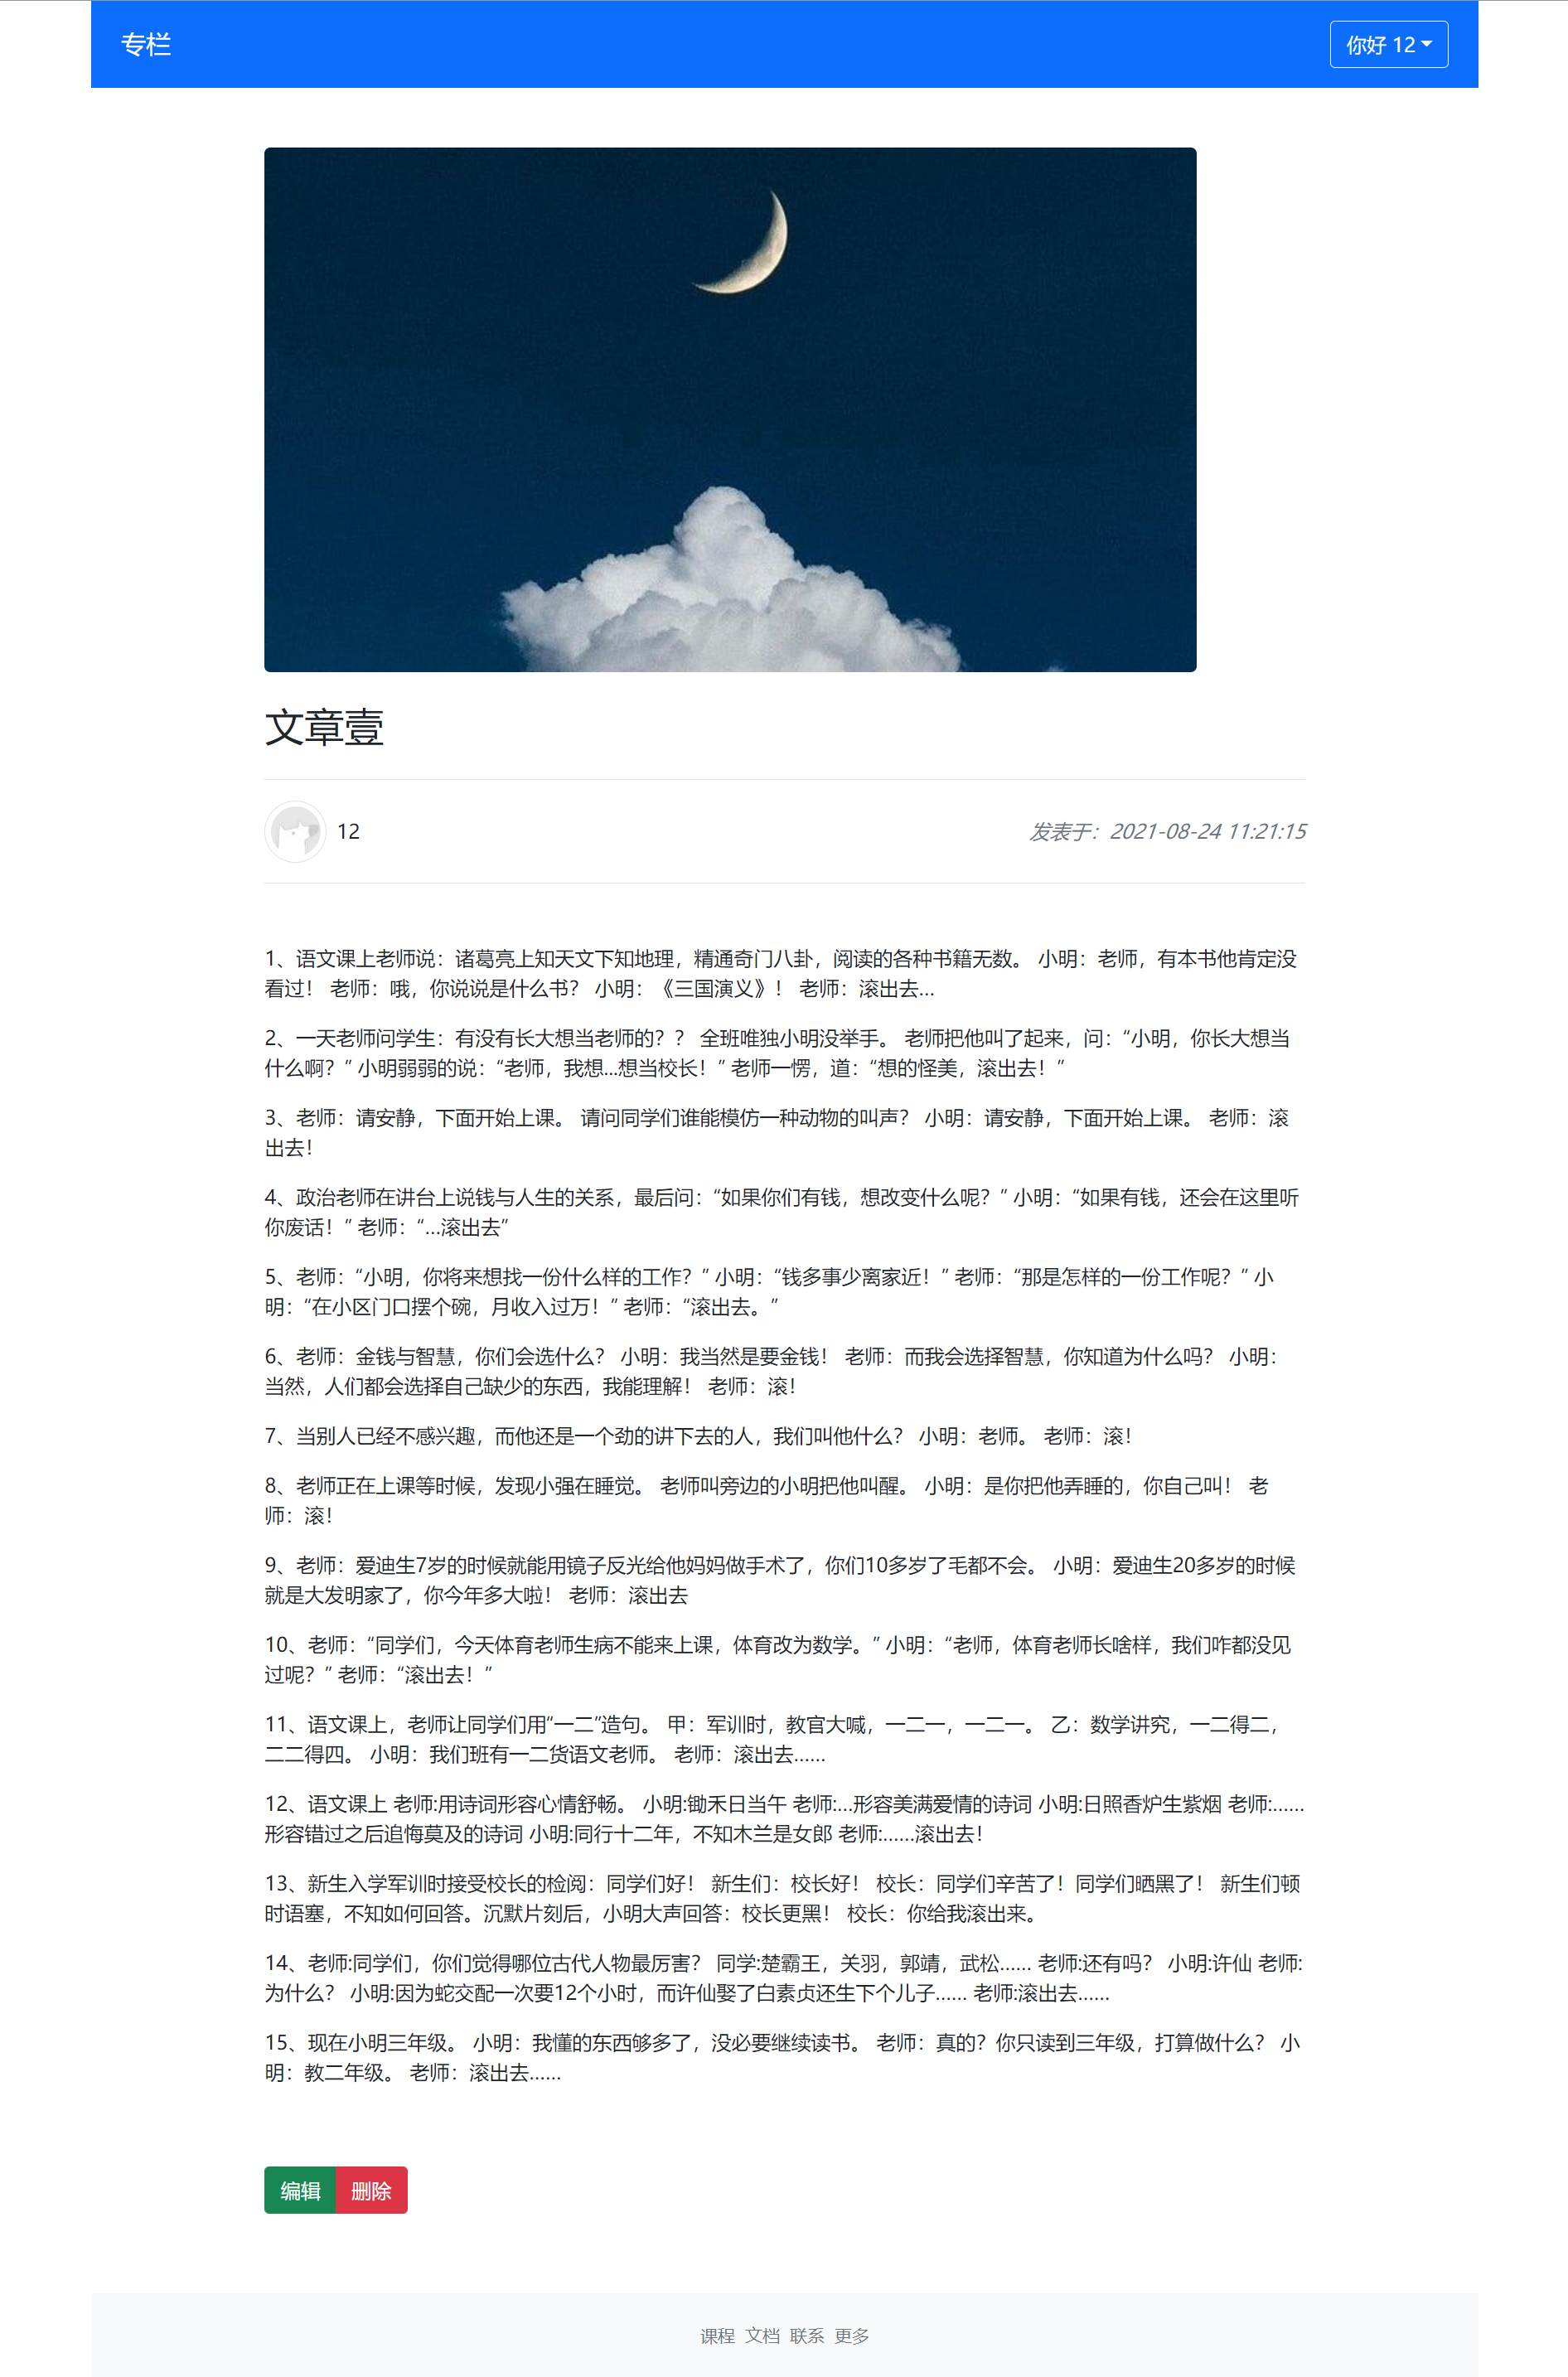 专栏
你好 12
文章壹
12
发表于：2021-08-24 11:21:15
1、语文课上老师说：诸葛亮上知天文下知地理，精通奇门八卦，阅读的各种书籍无数。 小明：老师，有本书他肯定没
看过！ 老师：哦，你说说是什么书？ 小明：《三国演义》！ 老师：滚出去...
2、一天老师问学生：有没有长大想当老师的？？ 全班唯独小明没举手。 老师把他叫了起来，问：“小明，你长大想当
什么啊？” 小明弱弱的说：“老师，我想...想当校长！” 老师一愣，道：“想的怪美，滚出去！”
3、老师：请安静，下面开始上课。 请问同学们谁能模仿一种动物的叫声？ 小明：请安静，下面开始上课。 老师：滚
出去！
4、政治老师在讲台上说钱与人生的关系，最后问：“如果你们有钱，想改变什么呢？” 小明：“如果有钱，还会在这里听
你废话！” 老师：“...滚出去”
5、老师：“小明，你将来想找一份什么样的工作？” 小明：“钱多事少离家近！” 老师：“那是怎样的一份工作呢？” 小
明：“在小区门口摆个碗，月收入过万！” 老师：“滚出去。”
6、老师：金钱与智慧，你们会选什么？ 小明：我当然是要金钱！ 老师：而我会选择智慧，你知道为什么吗？ 小明：
当然，人们都会选择自己缺少的东西，我能理解！ 老师：滚！
7、当别人已经不感兴趣，而他还是一个劲的讲下去的人，我们叫他什么？ 小明：老师。 老师：滚！
8、老师正在上课等时候，发现小强在睡觉。 老师叫旁边的小明把他叫醒。 小明：是你把他弄睡的，你自己叫！ 老
师：滚！
9、老师：爱迪生7岁的时候就能用镜子反光给他妈妈做手术了，你们10多岁了毛都不会。 小明：爱迪生20多岁的时候
就是大发明家了，你今年多大啦！ 老师：滚出去
10、老师：“同学们，今天体育老师生病不能来上课，体育改为数学。” 小明：“老师，体育老师长啥样，我们咋都没见
过呢？” 老师：“滚出去！”
11、语文课上，老师让同学们用“一二”造句。 甲：军训时，教官大喊，一二一，一二一。 乙：数学讲究，一二得二，
二二得四。 小明：我们班有一二货语文老师。 老师：滚出去......
12、语文课上 老师:用诗词形容心情舒畅。 小明:锄禾日当午 老师:...形容美满爱情的诗词 小明:日照香炉生紫烟 老师:......
形容错过之后追悔莫及的诗词 小明:同行十二年，不知木兰是女郎 老师:......滚出去！
13、新生入学军训时接受校长的检阅：同学们好！ 新生们：校长好！ 校长：同学们辛苦了！同学们晒黑了！ 新生们顿
时语塞，不知如何回答。沉默片刻后，小明大声回答：校长更黑！ 校长：你给我滚出来。
14、老师:同学们，你们觉得哪位古代人物最厉害？ 同学:楚霸王，关羽，郭靖，武松...... 老师:还有吗？ 小明:许仙 老师:
为什么？ 小明:因为蛇交配一次要12个小时，而许仙娶了白素贞还生下个儿子...... 老师:滚出去......
15、现在小明三年级。 小明：我懂的东西够多了，没必要继续读书。 老师：真的？你只读到三年级，打算做什么？ 小
明：教二年级。 老师：滚出去......
编辑 删除
课程 文档 联系 更多